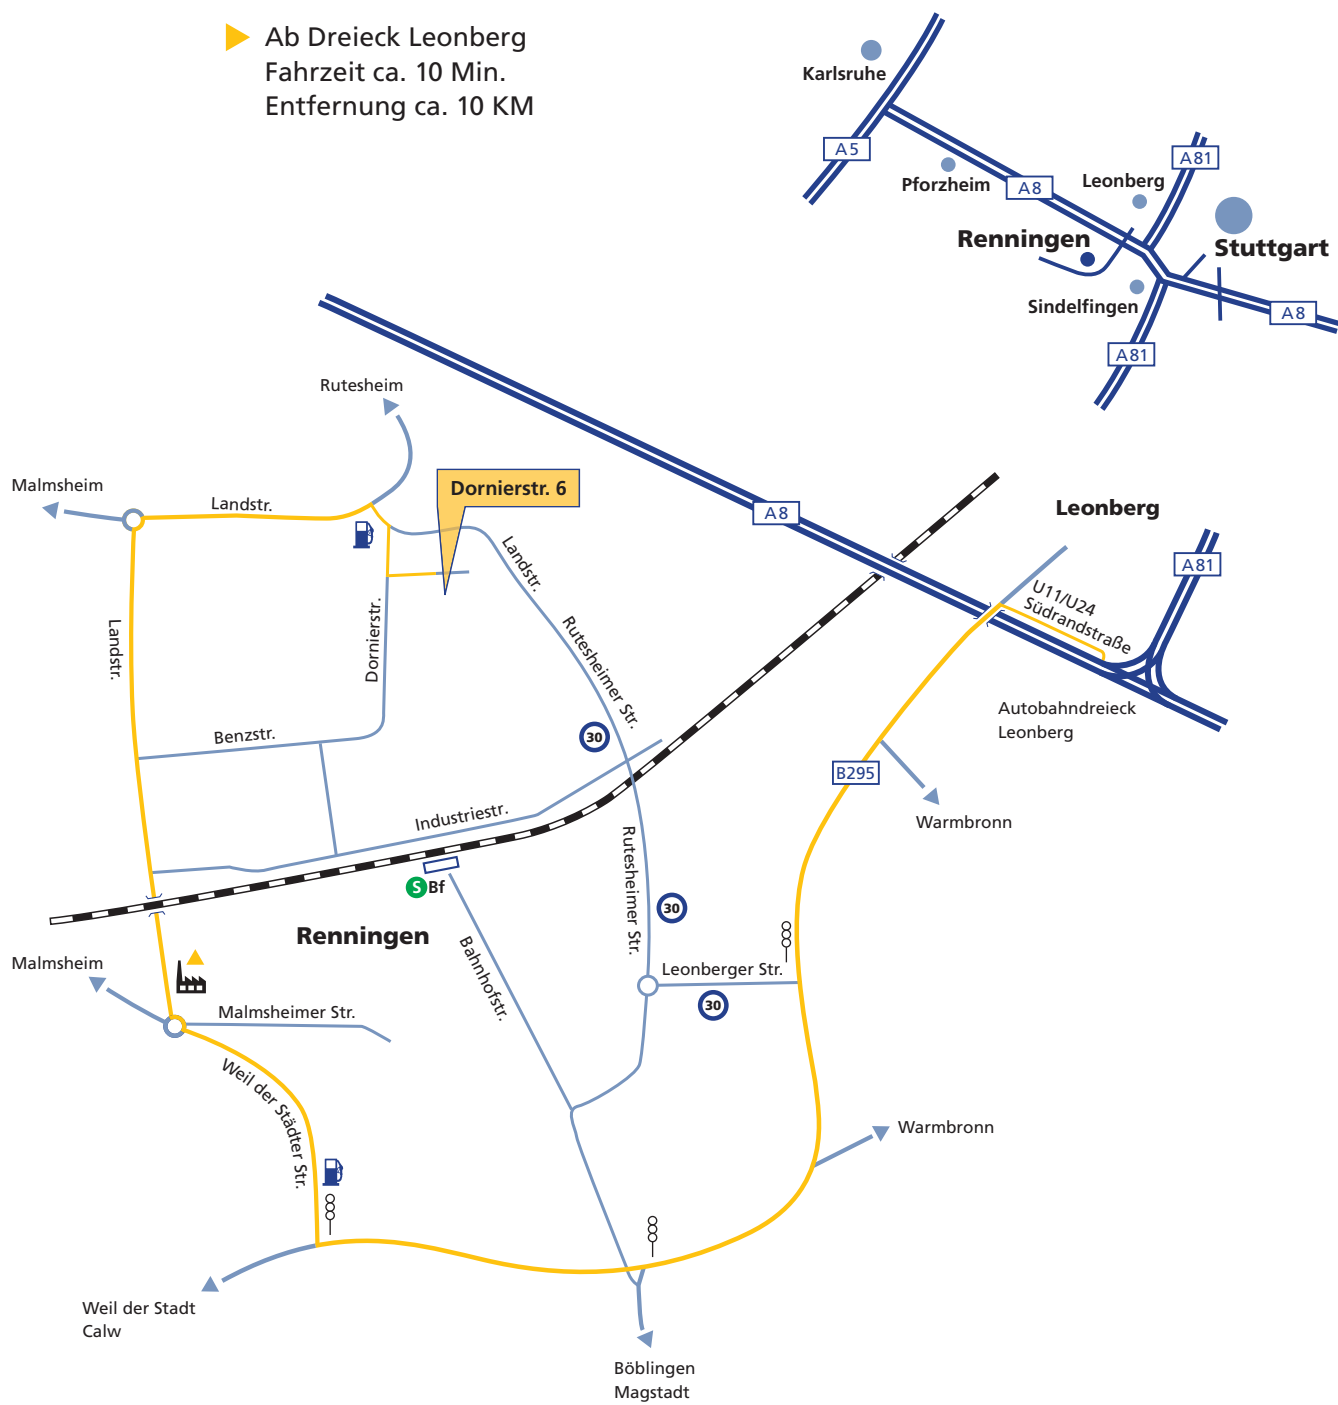 Ab Dreieck Leonberg
Fahrzeit ca. 10 Min.
Entfernung ca. 10 KM
Karlsruhe
A5
Pforzheim
A8
Leonberg
A81
Renningen
Stuttgart
Sindelfingen
A8
A81
Rutesheim
Malmsheim
Landstr.
Dornierstr. 6
A8
Leonberg
A81
U11/U24
Südrandstraße
Landstr.
Landstr.
Dornierstr.
Rutesheimer Str.
Autobahndreieck
Leonberg
Benzstr.
30
B295
Warmbronn
Industriestr.
Rutesheimer Str.
S Bf
30
Renningen
Bahnhofstr.
Malmsheim
Leonberger Str.
30
Malmsheimer Str.
Weil der Städter Str.
Warmbronn
Weil der Stadt
Calw
Böblingen
Magstadt